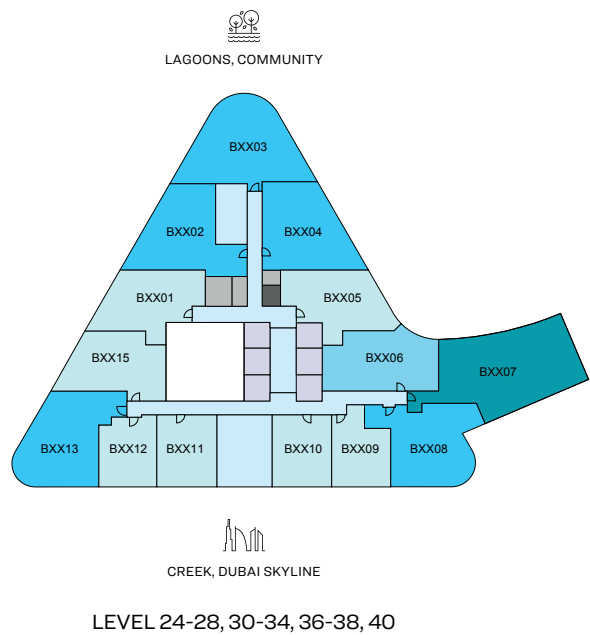 LAGOONS, COMMUNITY
BXX03
BXX02
BXX04
BXX01
BXX05
BXX15
BXX06
BXX07
BXX13
BXX12
BXX11
BXX10
BXX09
BXX08
CREEK, DUBAI SKYLINE
LEVEL 24-28, 30-34, 36-38, 40